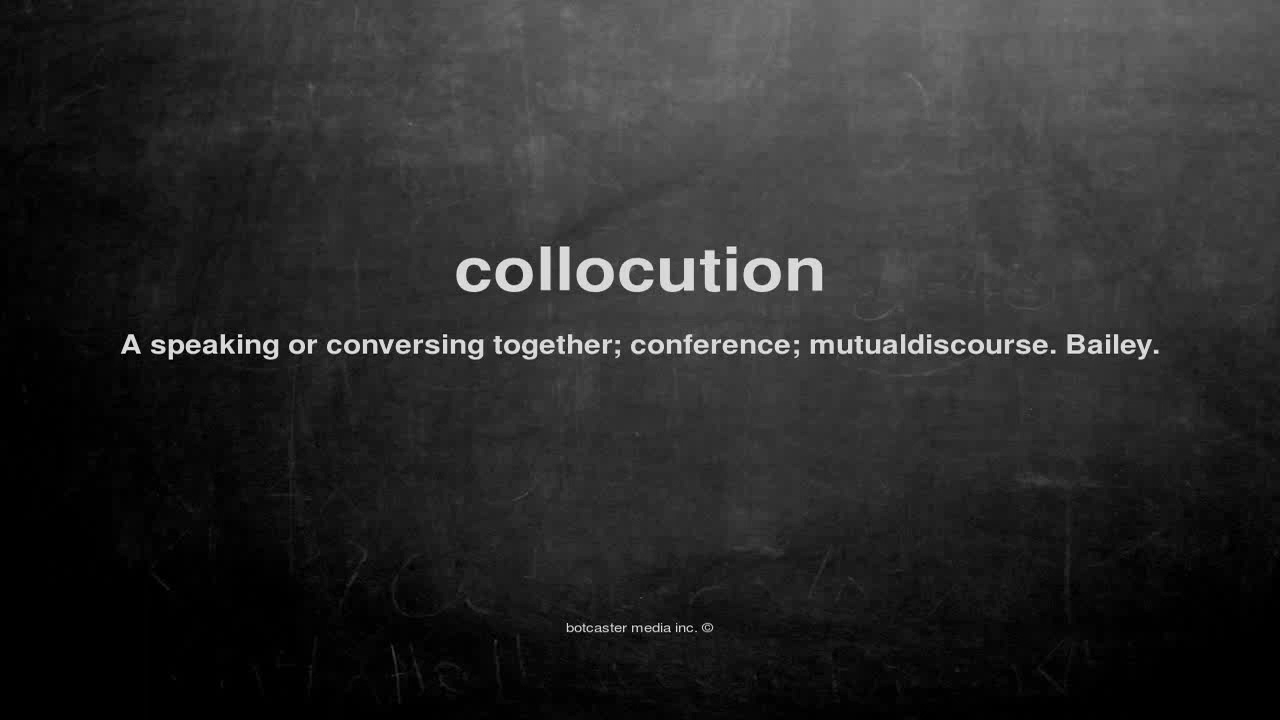 collocution
A speaking or conversing together; conference; mutualdiscourse. Bailey.
botcaster media inc. ©